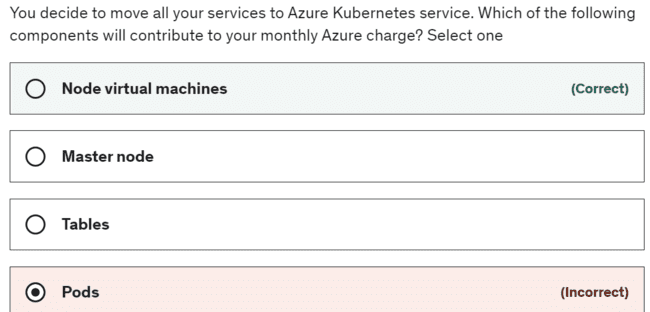 You decide to move all your services to Azure Kubernetes service. Which of the following
components will contribute to your monthly Azure charge? Select one
Node virtual machines (Correct)
Master node
Tables
Pods (Incorrect)